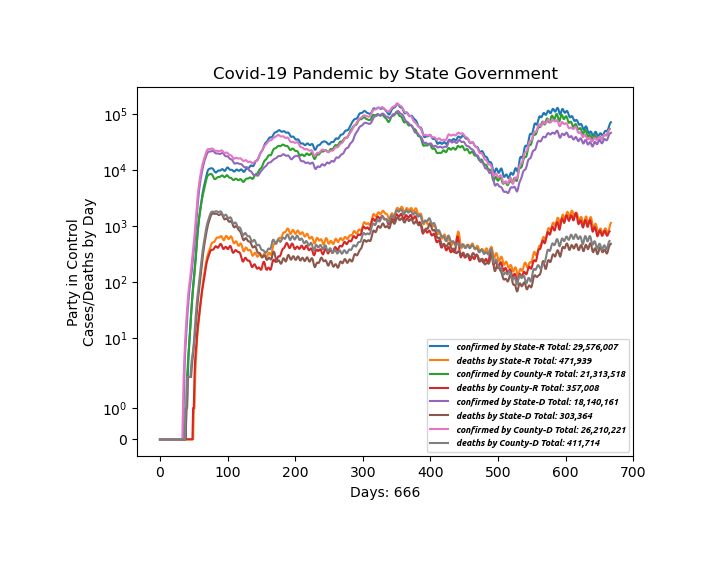 Covid-19 Pandemic by State Government
Party in Control
Cases/Deaths by Day
10^5
10^4
10^3
10^2
10^1
10^0
0
confirmed by State-R Total: 29,576,007
deaths by State-R Total: 471,939
confirmed by County-R Total: 21,313,518
deaths by County-R Total: 357,008
confirmed by State-D Total: 18,140,161
deaths by State-D Total: 303,364
confirmed by County-D Total: 26,210,221
deaths by County-D Total: 411,714
0 100 200 300 400 500 600 700
Days: 666